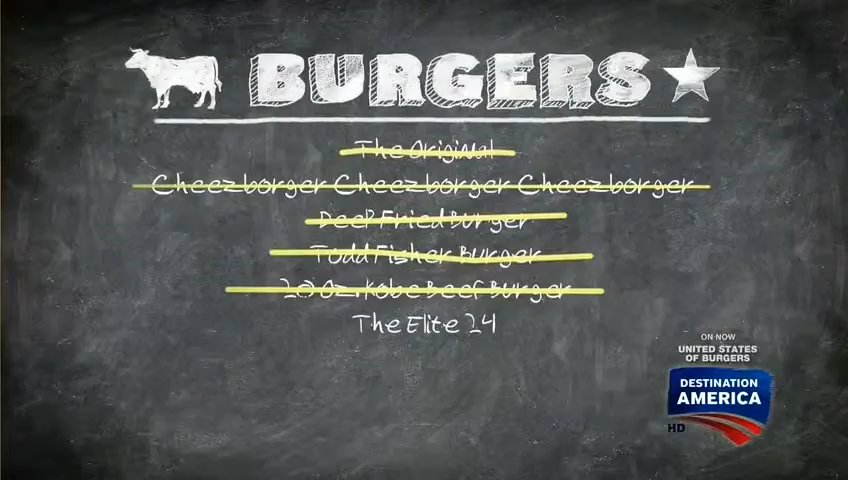 BURGERS
The Original
Cheezborger Cheezborger Cheezborger
Deep Fried Burger
Todd Fisher Burger
20 Oz. Kobe Beef Burger
The Elite 24
ON NOW
UNITED STATES
OF BURGERS
DESTINATION
AMERICA
HD